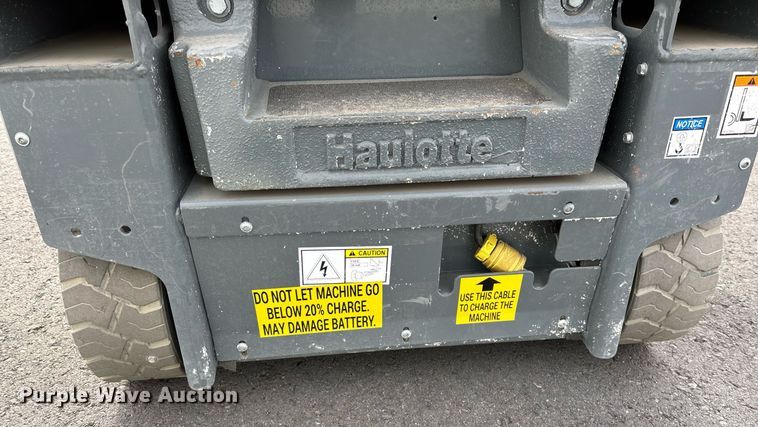 Haulotte
NOTICE
CAUTION
DO NOT LET MACHINE GO
BELOW 20% CHARGE.
MAY DAMAGE BATTERY.
USE THIS CABLE
TO CHARGE THE
MACHINE
Purple Wave Auction